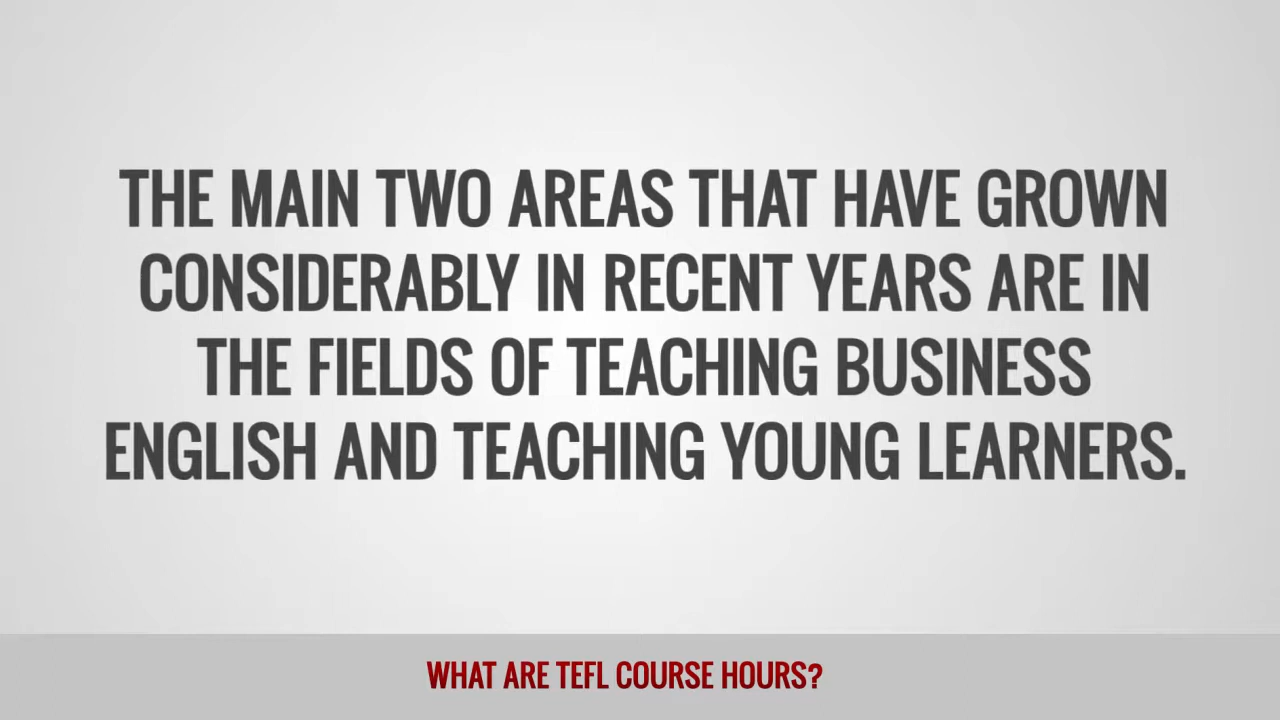 THE MAIN TWO AREAS THAT HAVE GROWN
CONSIDERABLY IN RECENT YEARS ARE IN
THE FIELDS OF TEACHING BUSINESS
ENGLISH AND TEACHING YOUNG LEARNERS.
WHAT ARE TEFL COURSE HOURS?